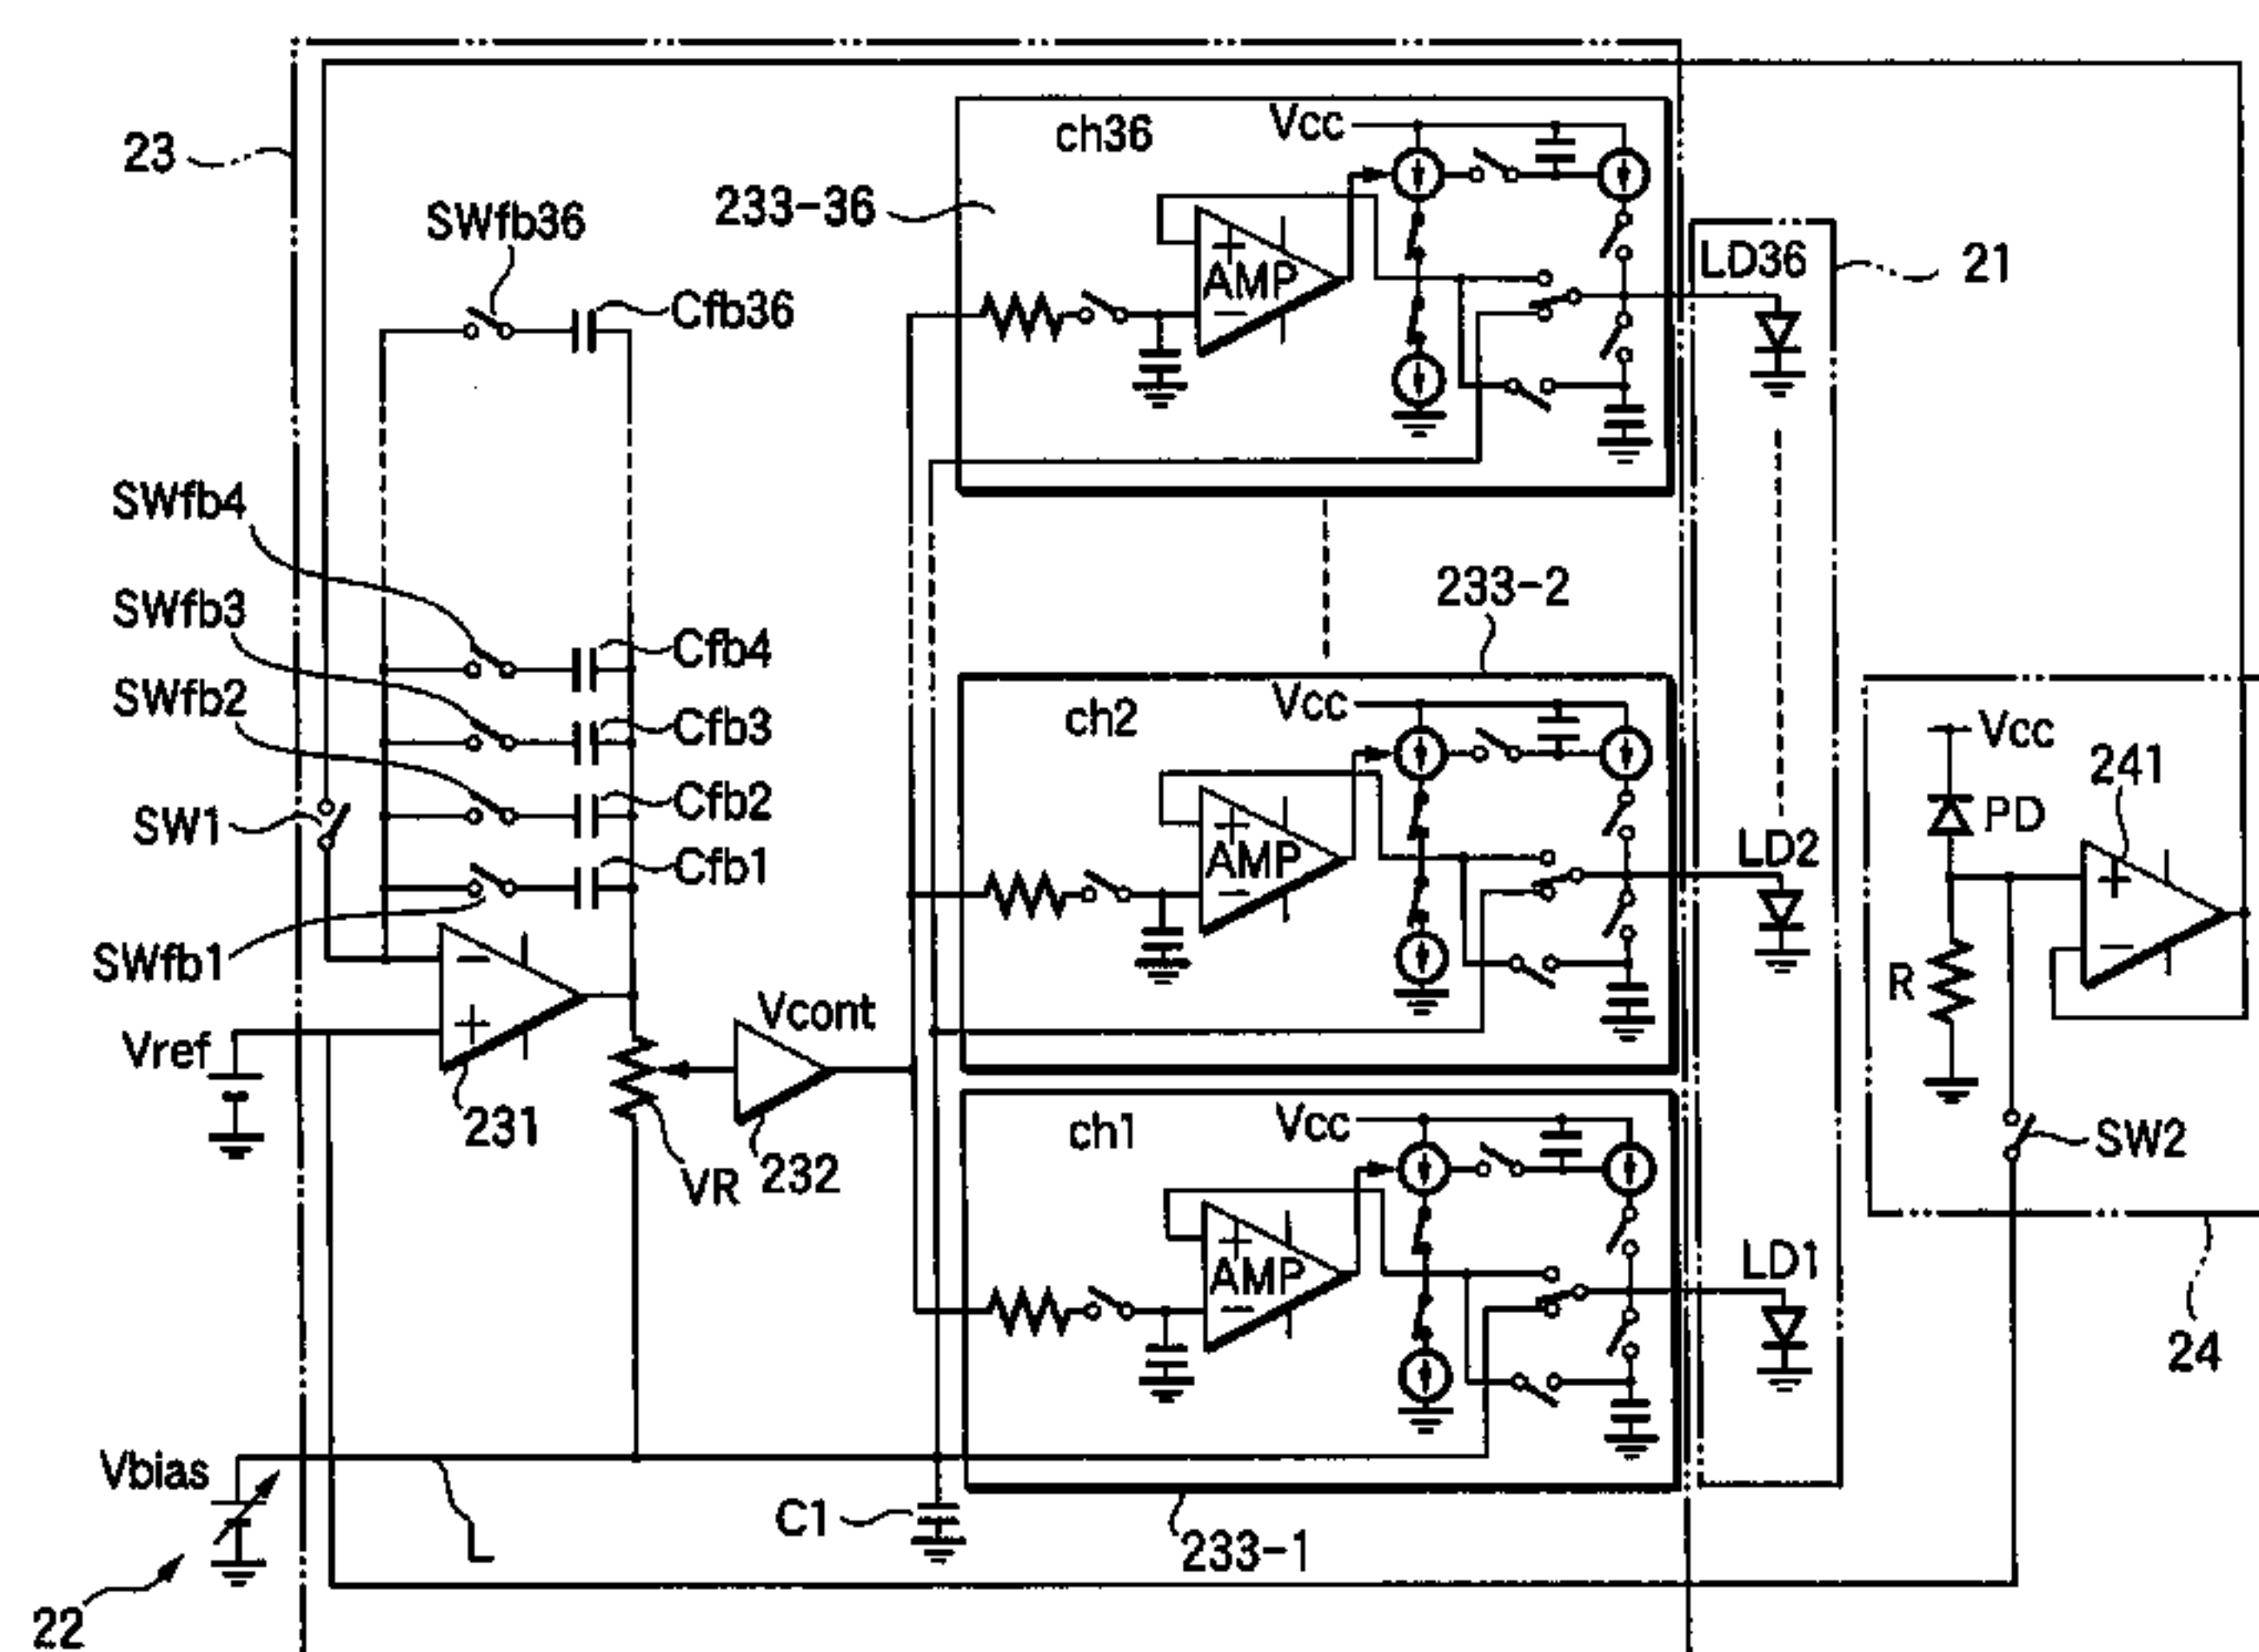 23
ch36
Vcc
SWfb36
233-36
+
AMP
−
LD36
21
Cfb36
SWfb4
233-2
SWfb3
Cfb4
SWfb2
ch2
Vcc
Cfb3
Vcc
241
SW1
Cfb2
+
AMP
−
LD2
PD
Cfb1
+
−
SWfb1
−
+
Vref
Vcont
R
231
VR
232
ch1
Vcc
SW2
+
AMP
−
LD1
24
Vbias
C1
233-1
22